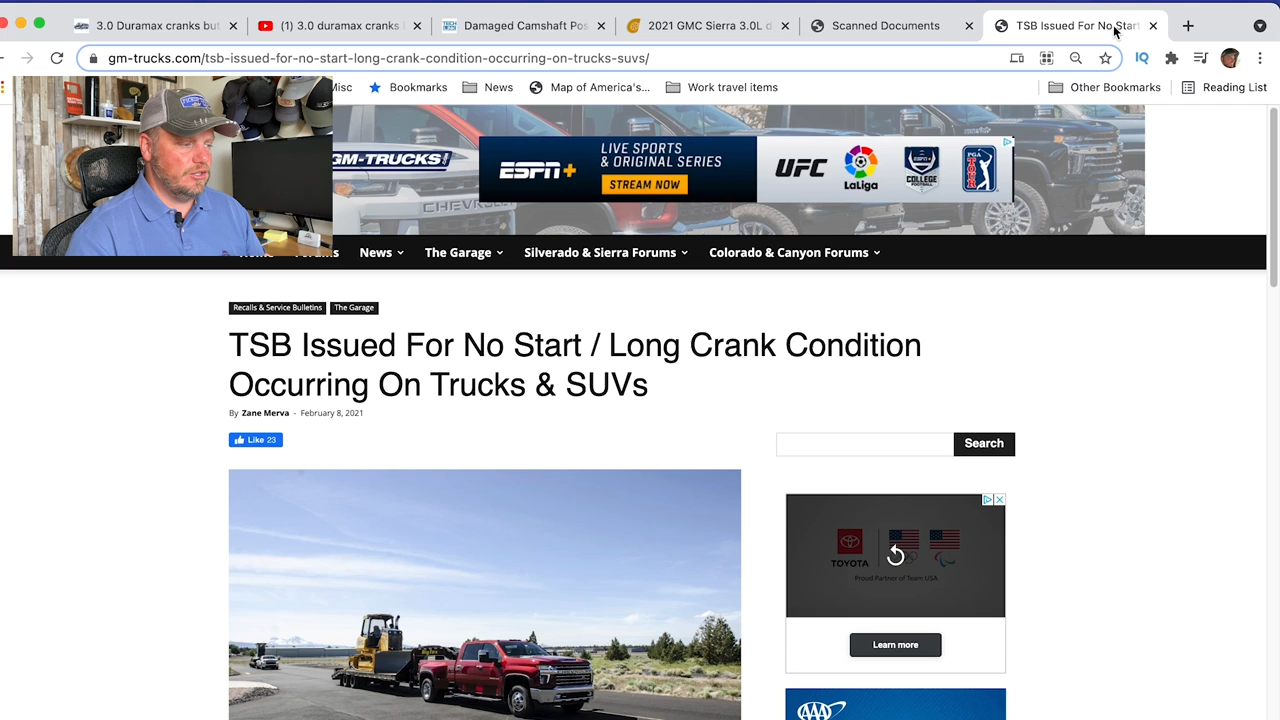 3.0 Duramax cranks but
(1) 3.0 duramax cranks
Damaged Camshaft Pos
2021 GMC Sierra 3.0L d
Scanned Documents
TSB Issued For No Start
gm-trucks.com/tsb-issued-for-no-start-long-crank-condition-occurring-on-trucks-suvs/
IQ
Misc
Bookmarks
News
Map of America's...
Work travel items
Other Bookmarks
Reading List
GM-TRUCKS
CHEVROLET
ESPN+
LIVE SPORTS
& ORIGINAL SERIES
STREAM NOW
UFC
LaLiga
ESPN
COLLEGE
FOOTBALL
PGA
TOUR
News
The Garage
Silverado & Sierra Forums
Colorado & Canyon Forums
Recalls & Service Bulletins
The Garage
TSB Issued For No Start / Long Crank Condition
Occurring On Trucks & SUVs
By Zane Merva - February 8, 2021
Like 23
Search
TOYOTA
Proud Partner of Team USA
Learn more
AAA